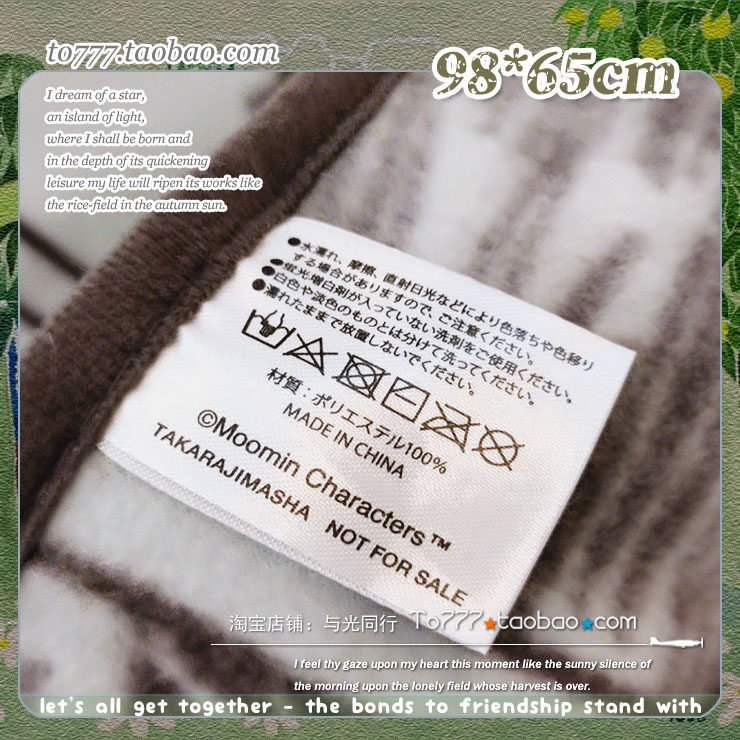 to777.taobao.com
98*65cm
I dream of a star,
an island of light,
where I shall be born and
in the depth of its quickening
leisure my life will ripen its works like
the rice-field in the autumn sun.
●水濡れ、摩擦、直射日光などにより色落ちや色移り
する場合がありますので、ご注意ください。
●蛍光増白剤が入っていない洗剤をご使用ください。
●白色や淡色のものとは分けて洗ってください。
●濡れたままで放置しないでください。
材質:ポリエステル100%
MADE IN CHINA
©Moomin Characters™
TAKARAJIMASHA NOT FOR SALE
淘宝店铺:与光同行 To777★taobao★com
I feel thy gaze upon my heart this moment like the sunny silence of
the morning upon the lonely field whose harvest is over.
let's all get together - the bonds to friendship stand with